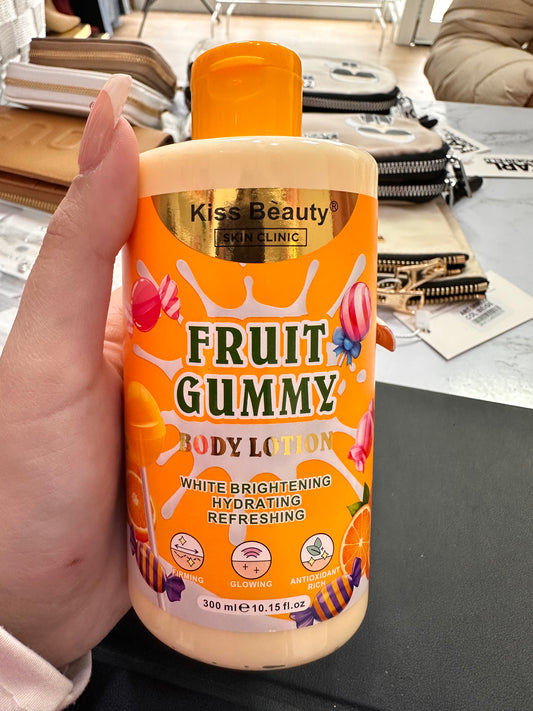 Kiss Beauty®
SKIN CLINIC
FRUIT
GUMMY
BODY LOTION
WHITE BRIGHTENING
HYDRATING
REFRESHING
FIRMING
GLOWING
ANTIOXIDANT
RICH
300 ml ℮ 10.15 fl.oz